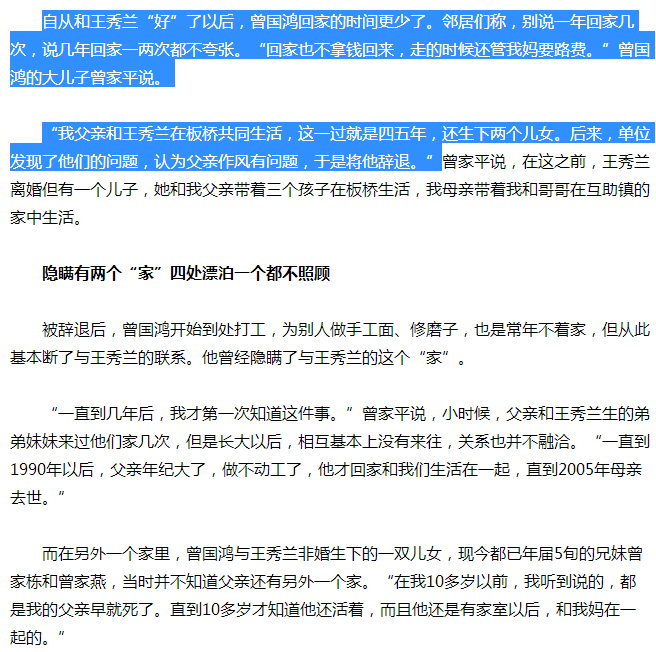 自从和王秀兰“好”了以后，曾国鸿回家的时间更少了。邻居们称，别说一年回家几
次，说几年回家一两次都不夸张。“回家也不拿钱回来，走的时候还管我妈要路费。”曾国
鸿的大儿子曾家平说。
“我父亲和王秀兰在板桥共同生活，这一过就是四五年，还生下两个儿女。后来，单位
发现了他们的问题，认为父亲作风有问题，于是将他辞退。”曾家平说，在这之前，王秀兰
离婚但有一个儿子，她和我父亲带着三个孩子在板桥生活，我母亲带着我和哥哥在互助镇的
家中生活。
隐瞒有两个“家”四处漂泊一个都不照顾
被辞退后，曾国鸿开始到处打工，为别人做手工面、修磨子，也是常年不着家，但从此
基本断了与王秀兰的联系。他曾经隐瞒了与王秀兰的这个“家”。
“一直到几年后，我才第一次知道这件事。”曾家平说，小时候，父亲和王秀兰生的弟
弟妹妹来过他们家几次，但是长大以后，相互基本上没有来往，关系也并不融洽。“一直到
1990年以后，父亲年纪大了，做不动工了，他才回家和我们生活在一起，直到2005年母亲
去世。”
而在另外一个家里，曾国鸿与王秀兰非婚生下的一双儿女，现今都已年届5旬的兄妹曾
家栋和曾家燕，当时并不知道父亲还有另外一个家。“在我10多岁以前，我听到说的，都
是我的父亲早就死了。直到10多岁才知道他还活着，而且他还是有家室以后，和我妈在一
起的。”